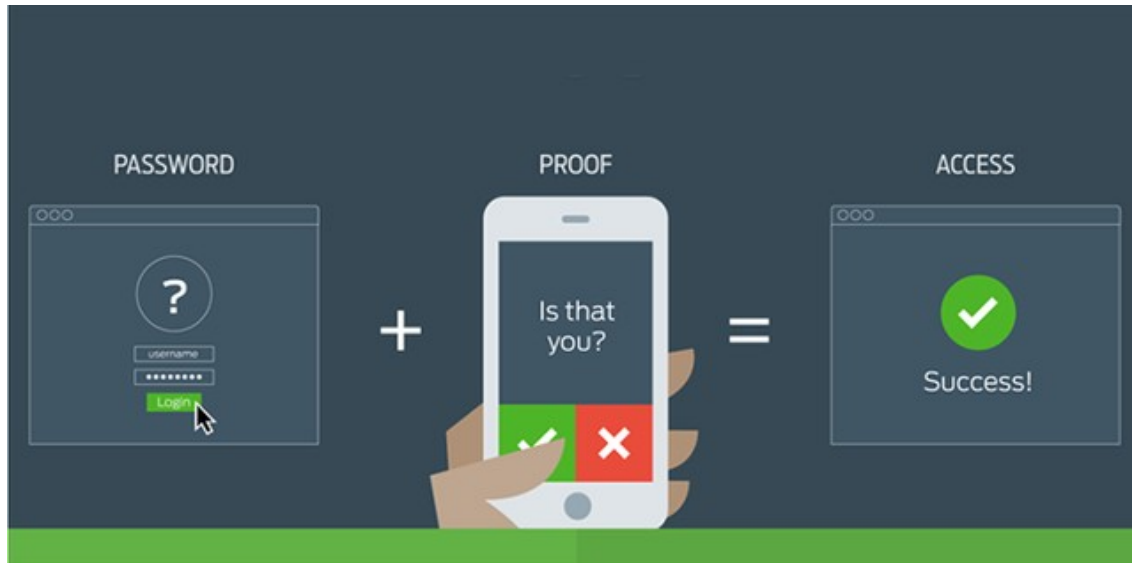 PASSWORD
PROOF
ACCESS
?
username
Login
+
Is that
you?
=
Success!